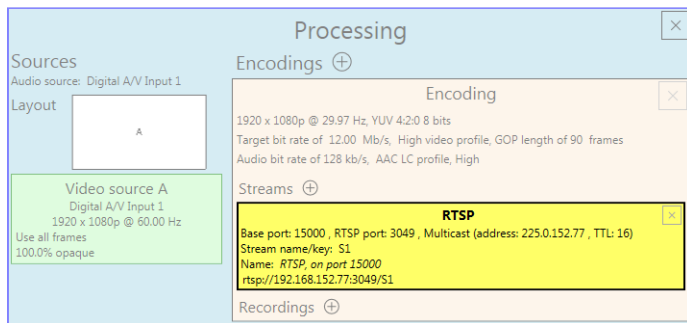 Processing
Sources
Audio source: Digital A/V Input 1
Layout
A
Video source A
Digital A/V Input 1
1920 x 1080p @ 60.00 Hz
Use all frames
100.0% opaque
Encodings
Encoding
1920 x 1080p @ 29.97 Hz, YUV 4:2:0 8 bits
Target bit rate of 12.00 Mb/s, High video profile, GOP length of 90 frames
Audio bit rate of 128 kb/s, AAC LC profile, High
Streams
RTSP
Base port: 15000 , RTSP port: 3049 , Multicast (address: 225.0.152.77 , TTL: 16)
Stream name/key: S1
Name: RTSP, on port 15000
rtsp://192.168.152.77:3049/S1
Recordings